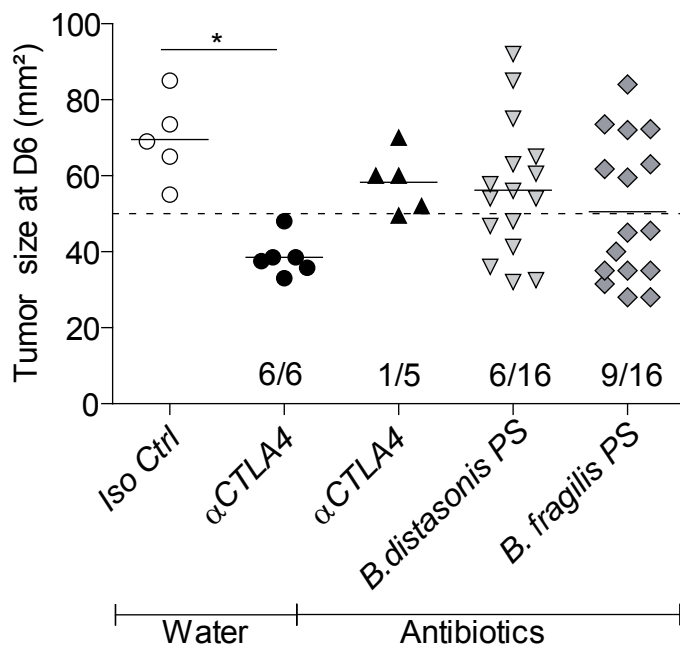 Tumor size at D6 (mm²)
100
80
60
40
20
0
*
6/6
1/5
6/16
9/16
Iso Ctrl
αCTLA4
αCTLA4
B.distasonis PS
B. fragilis PS
Water
Antibiotics